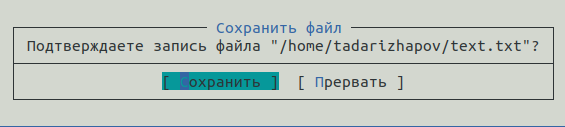 Сохранить файл
Подтверждаете запись файла "/home/tadarizhapov/text.txt"?
[ Сохранить ] [ Прервать ]